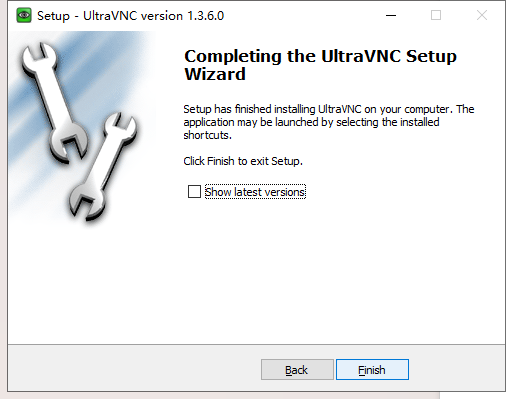 Setup - UltraVNC version 1.3.6.0
Completing the UltraVNC Setup
Wizard
Setup has finished installing UltraVNC on your computer. The
application may be launched by selecting the installed
shortcuts.
Click Finish to exit Setup.
Show latest versions
Back
Finish